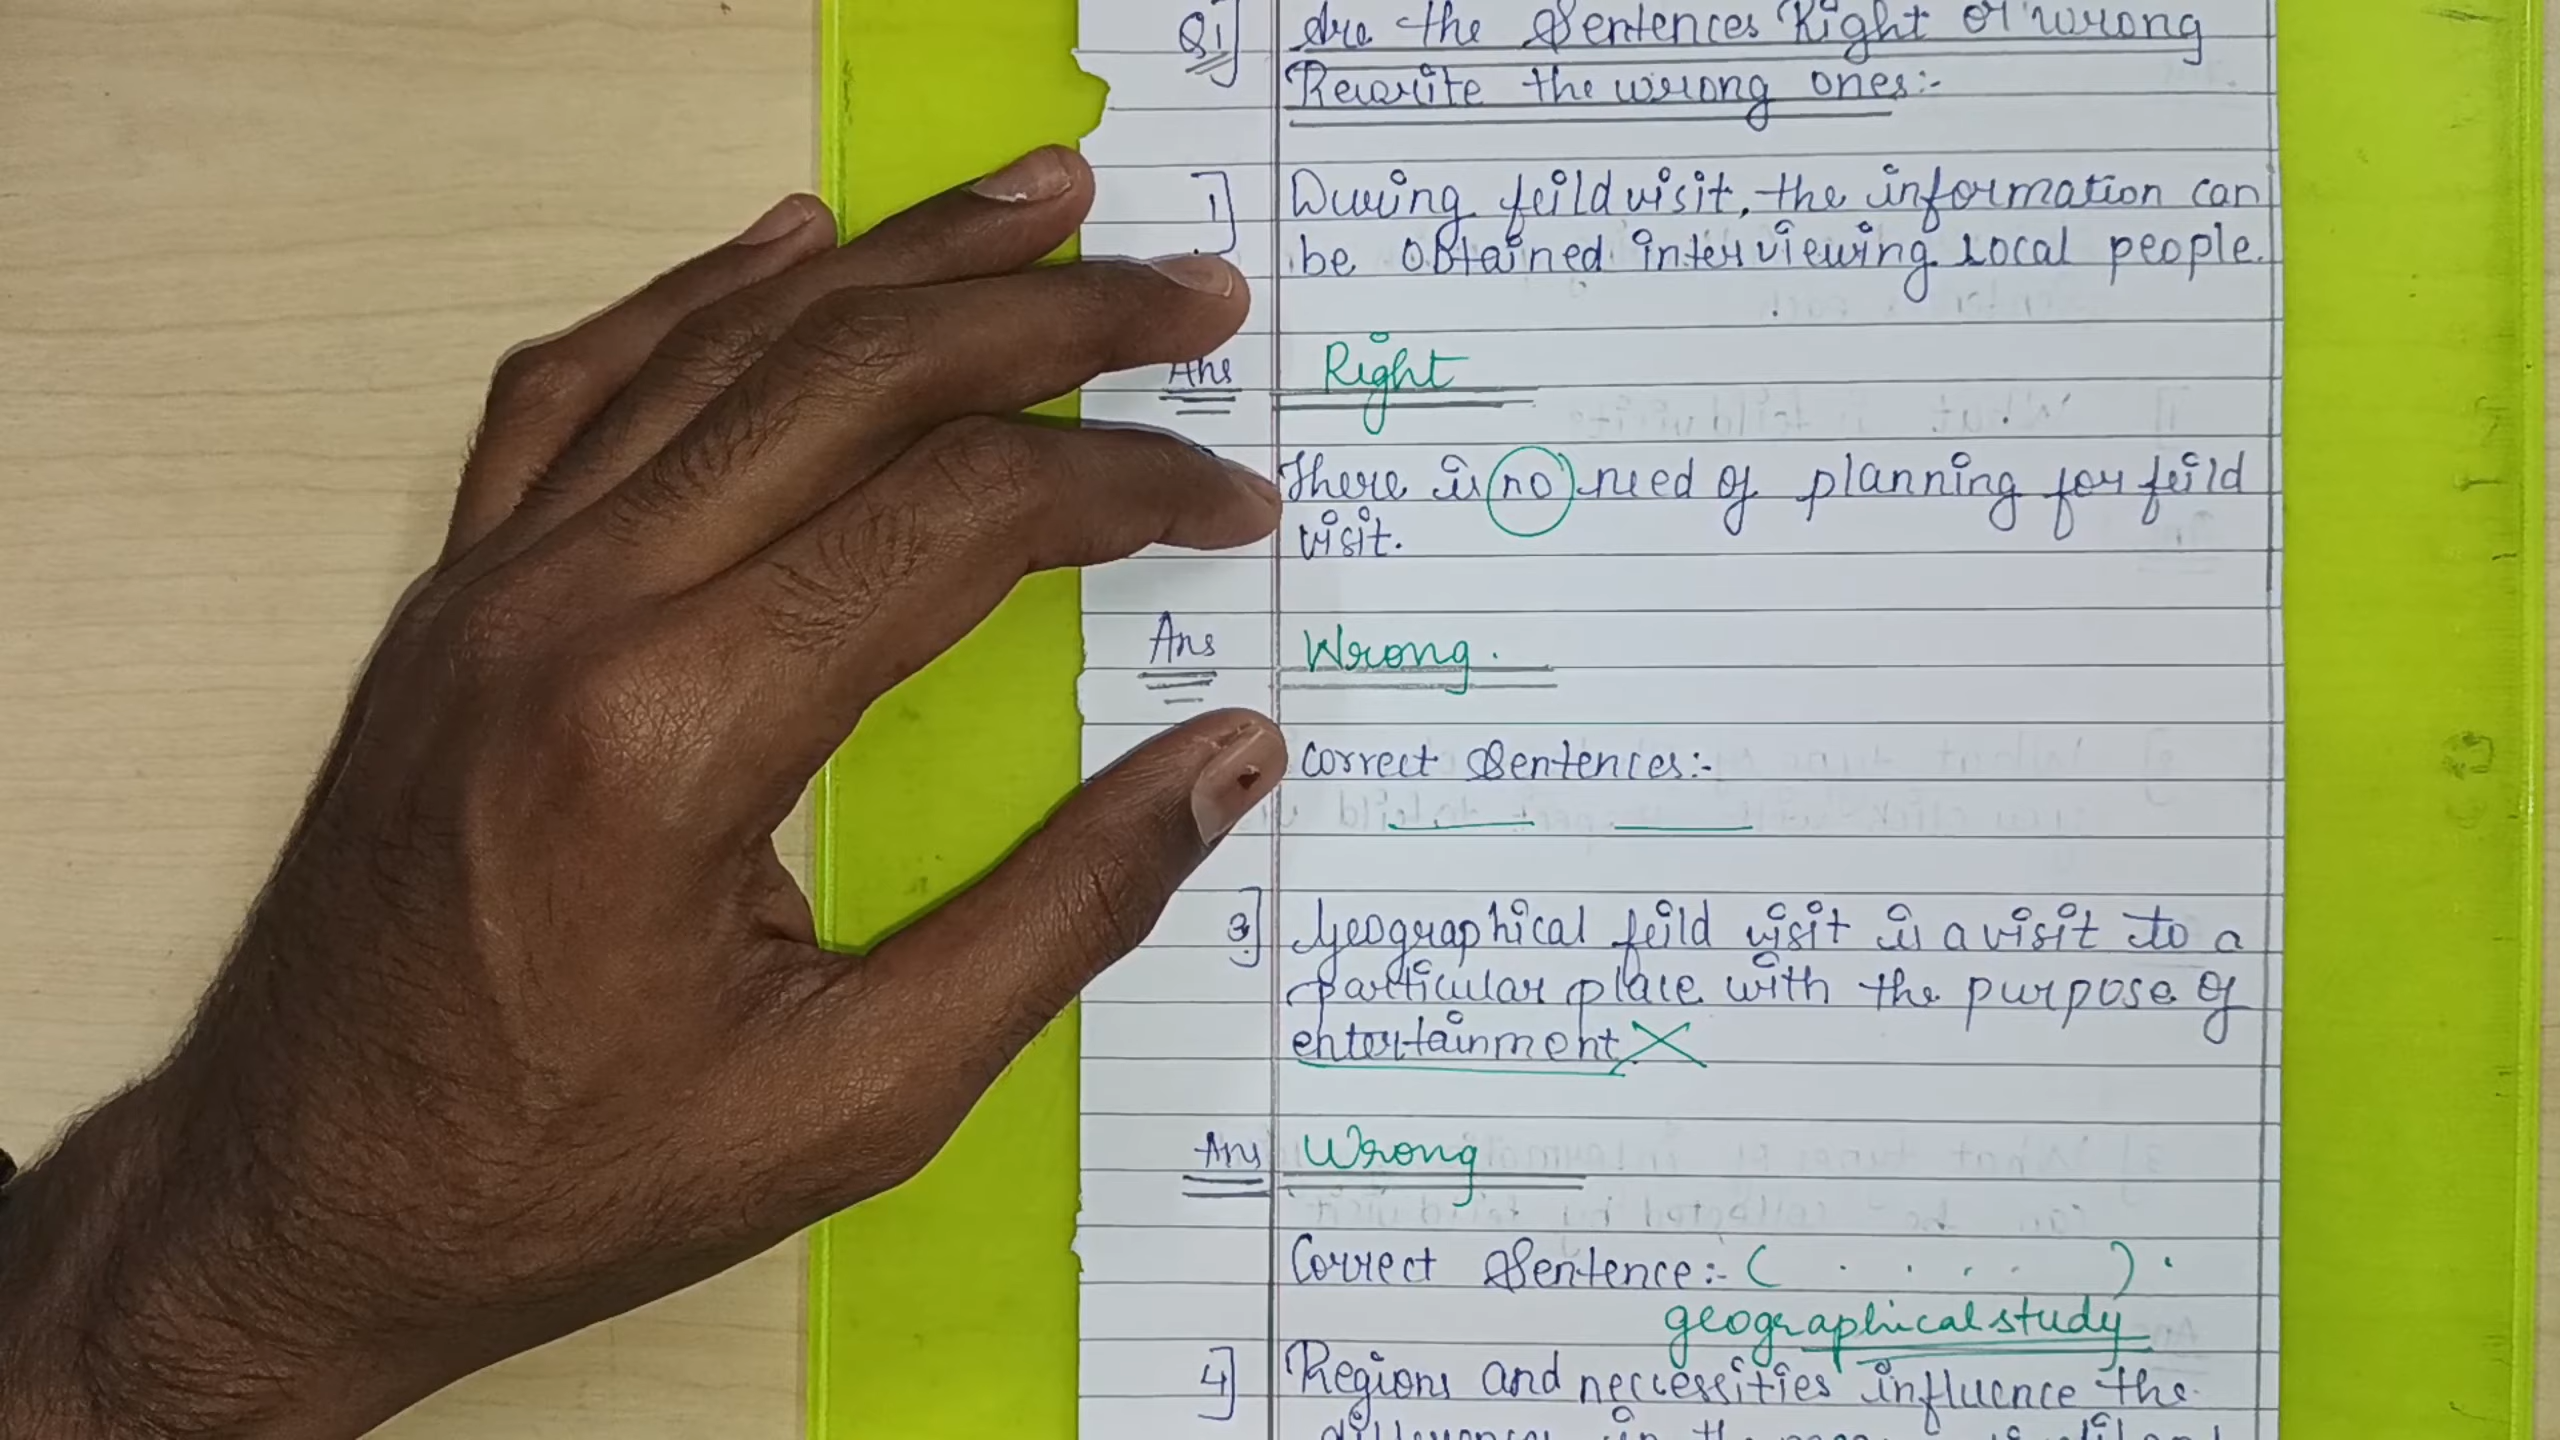 Q1] Are the Sentences Right or wrong
Rewrite the wrong ones:-
1] During feild visit, the information can
be obtained interviewing local people.
Ans Right
There is no need of planning for feild
visit.
Ans Wrong.
Correct Sentences:-
3] Geographical feild visit is a visit to a
particular place with the purpose of
entertainment
Ans Wrong
Correct Sentence:- ( . . . . ) .
geographical study
4] Regions and neccessities influence the